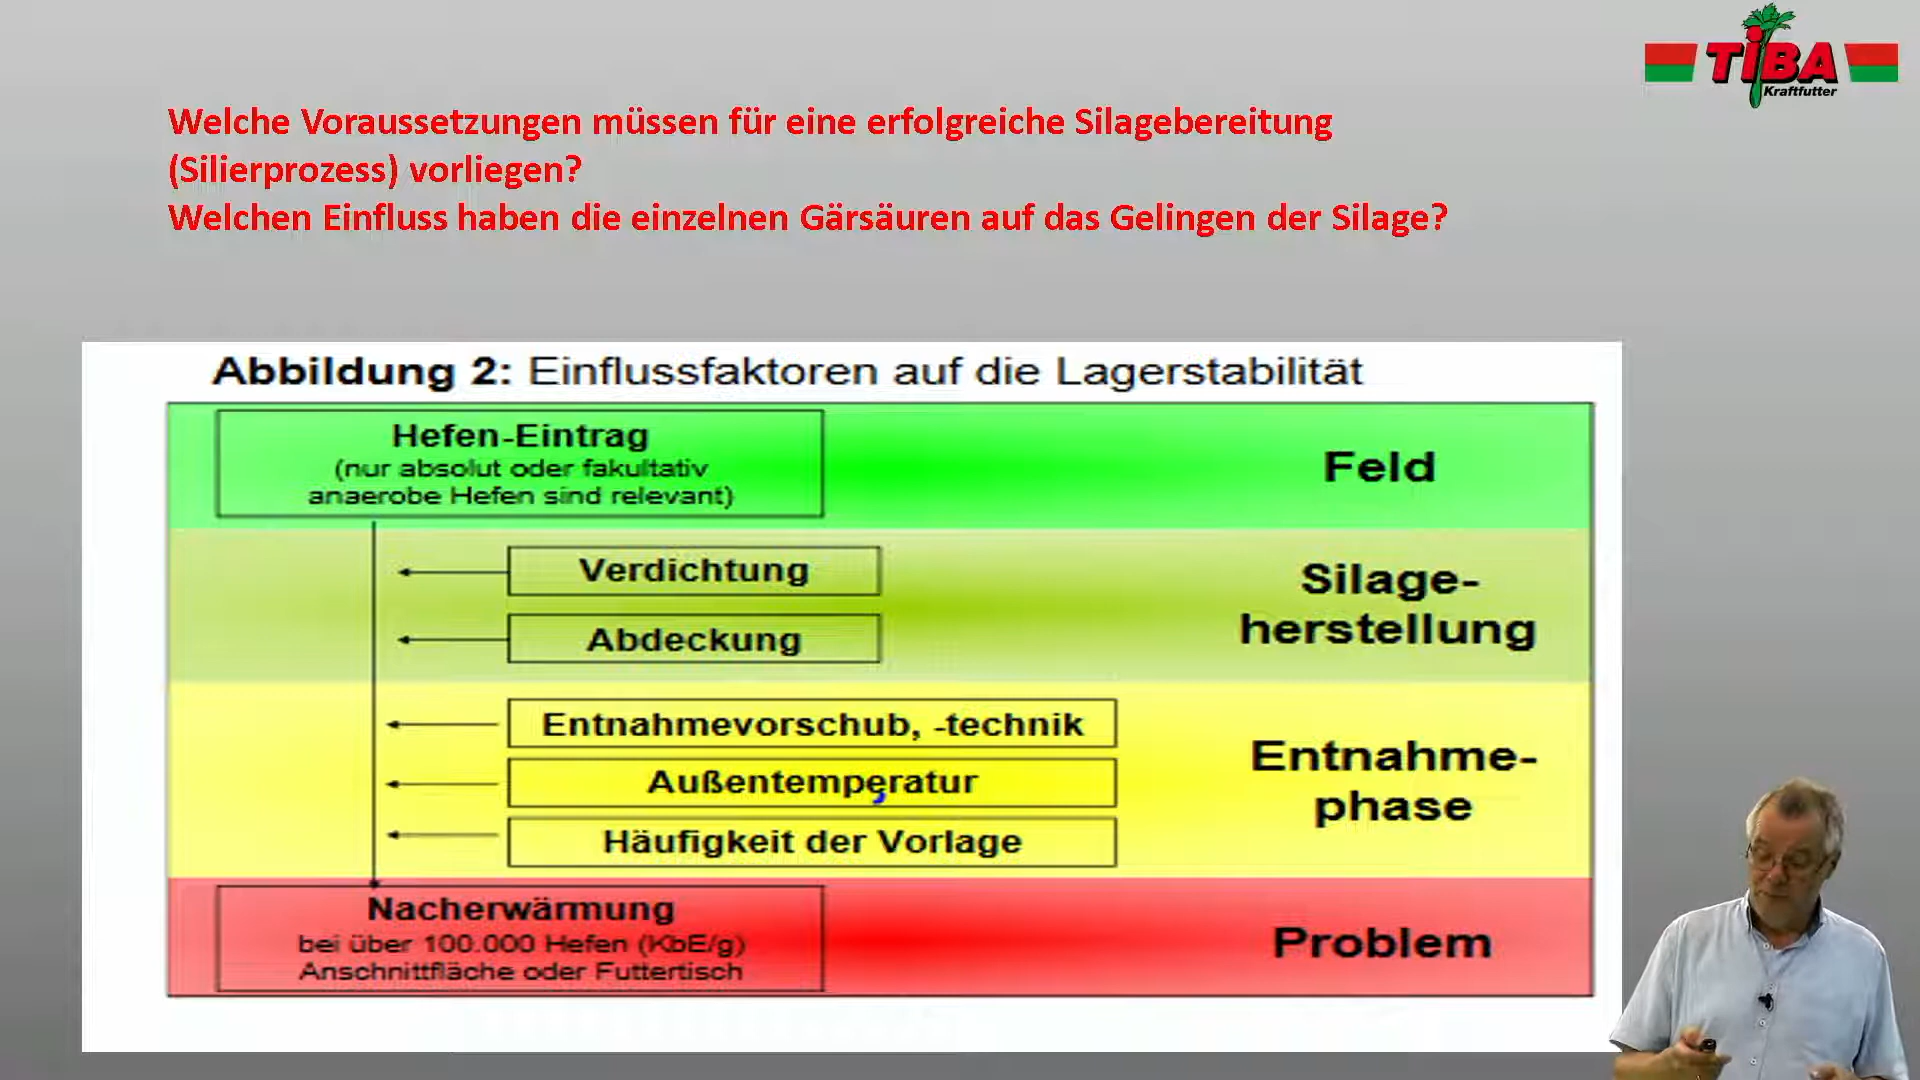 TiBA
Kraftfutter
Welche Voraussetzungen müssen für eine erfolgreiche Silagebereitung
(Silierprozess) vorliegen?
Welchen Einfluss haben die einzelnen Gärsäuren auf das Gelingen der Silage?
Abbildung 2: Einflussfaktoren auf die Lagerstabilität
Hefen-Eintrag
(nur absolut oder fakultativ
anaerobe Hefen sind relevant)
Feld
Verdichtung
Abdeckung
Silage-
herstellung
Entnahmevorschub, -technik
Außentemperatur
Häufigkeit der Vorlage
Entnahme-
phase
Nacherwärmung
bei über 100.000 Hefen (KbE/g)
Anschnittfläche oder Futtertisch
Problem